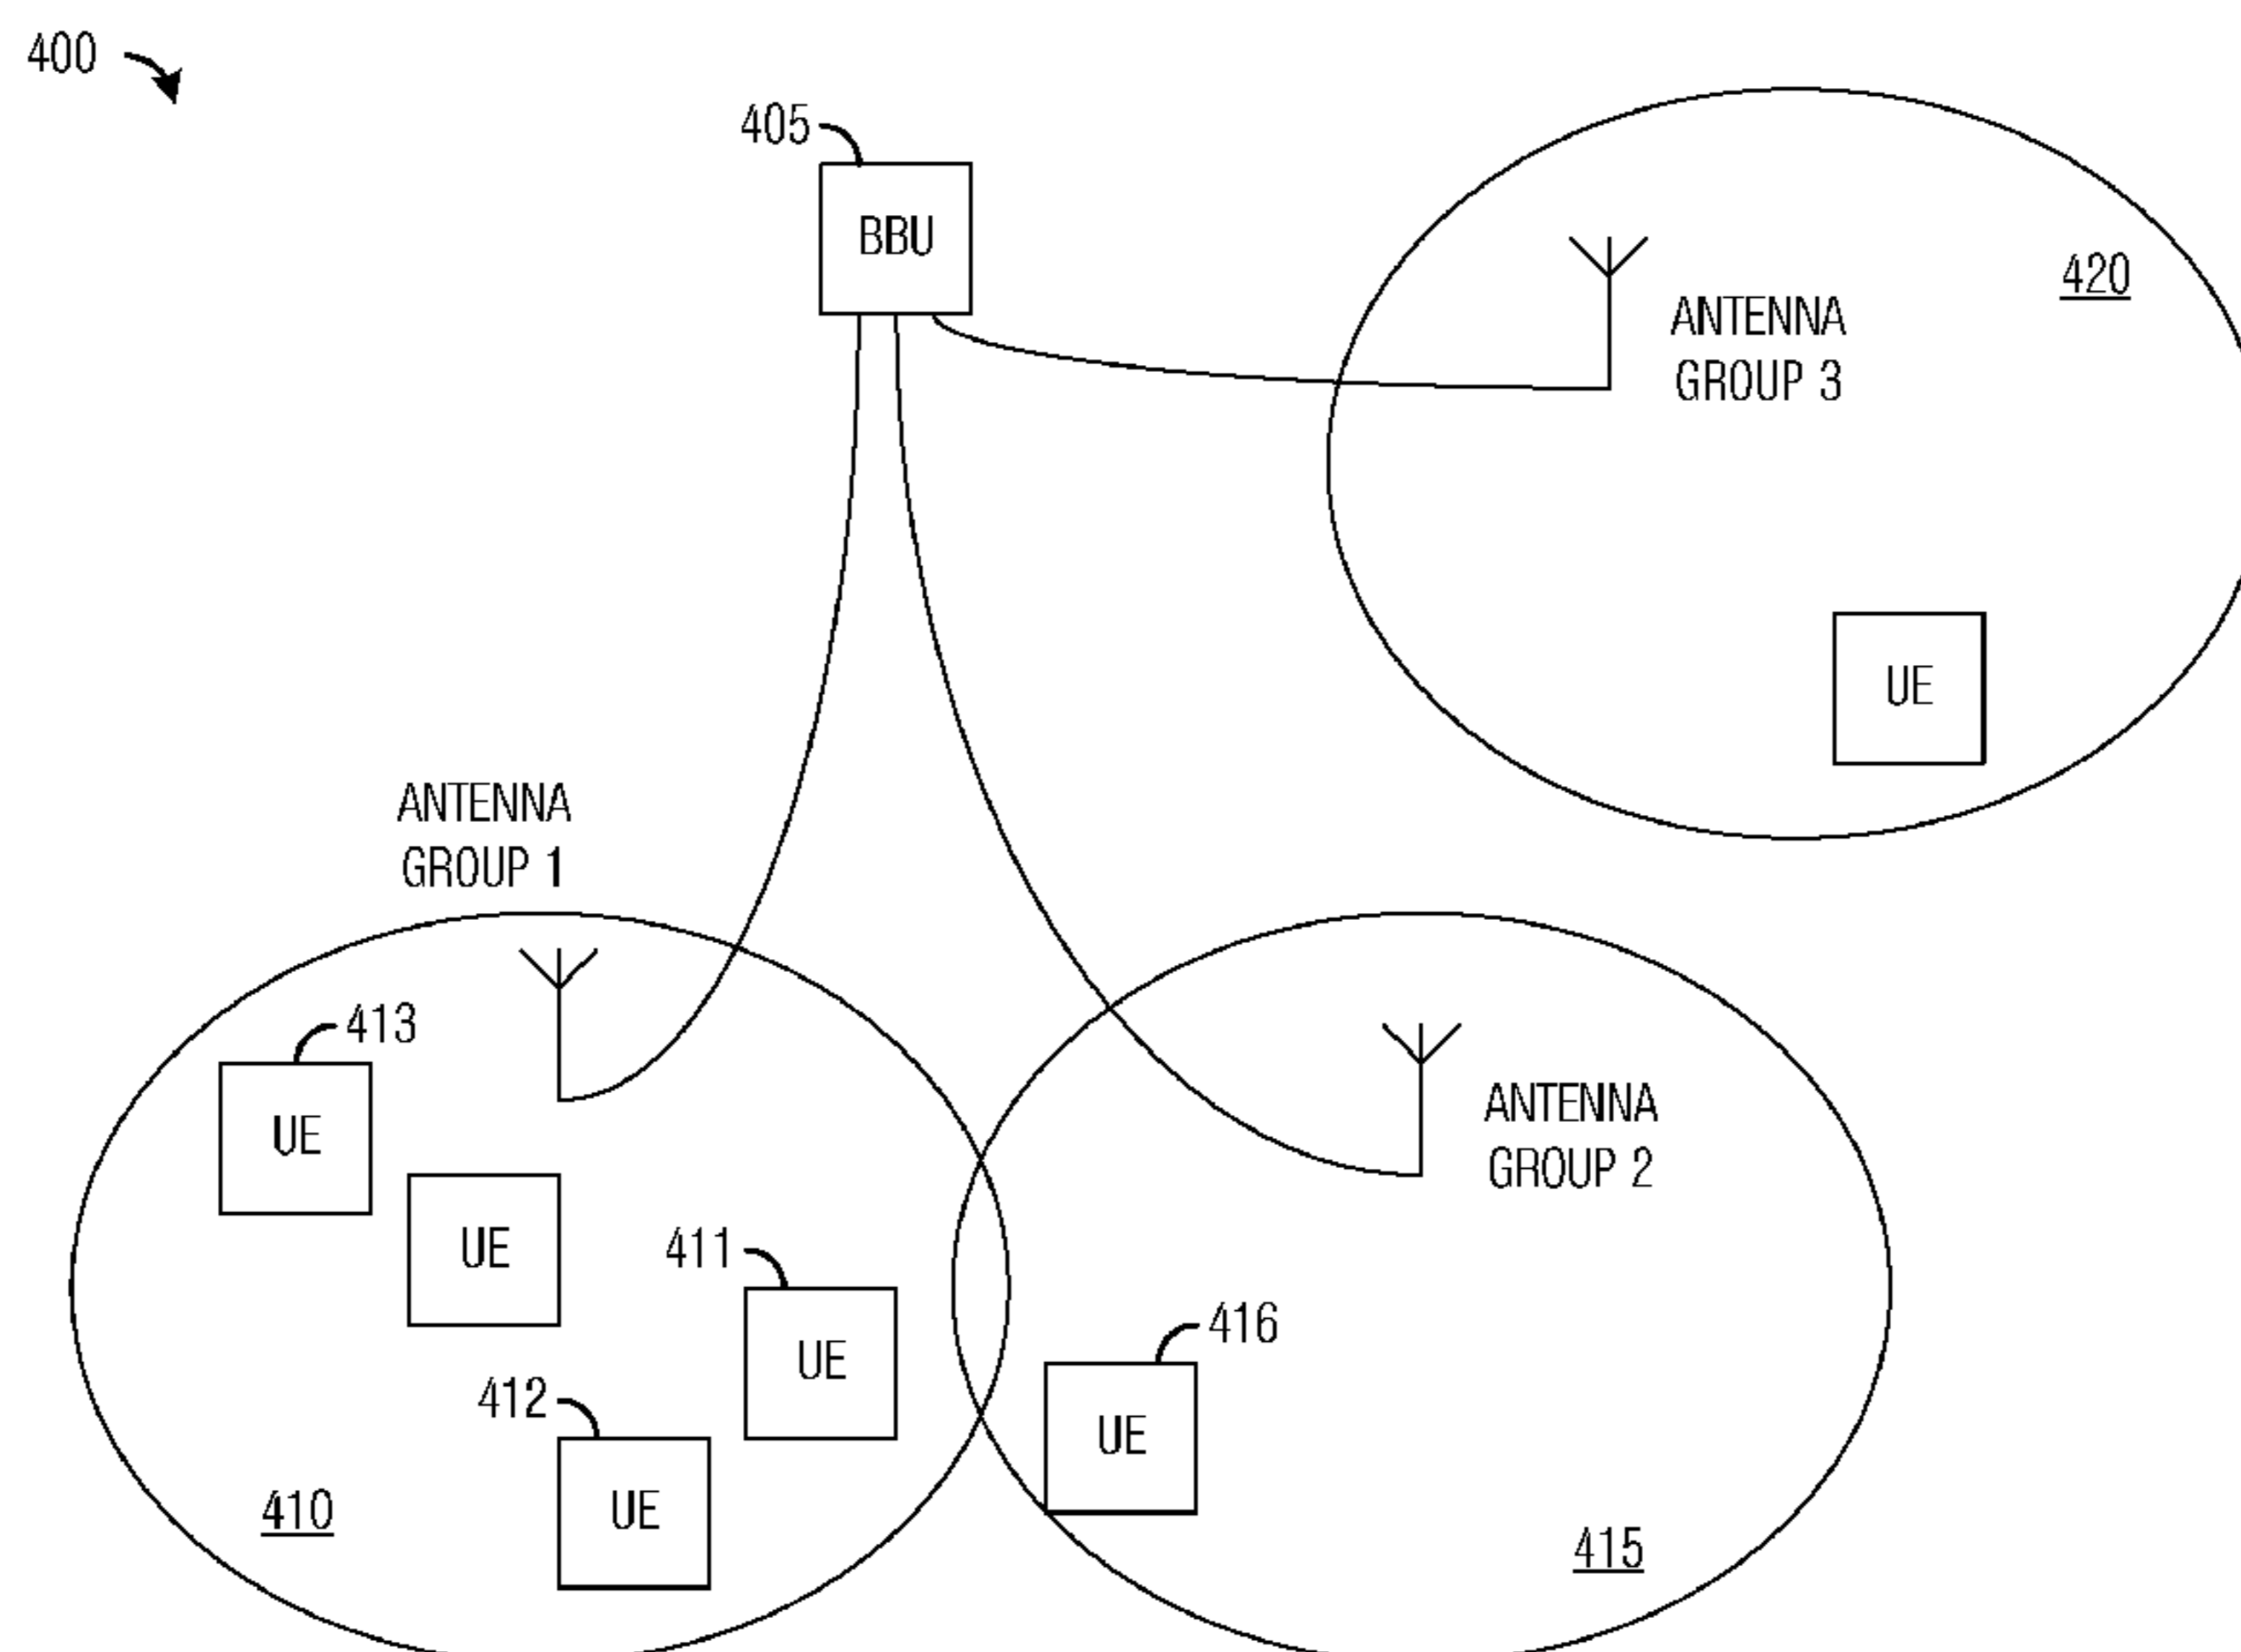 400
405
BBU
420
ANTENNA
GROUP 3
UE
ANTENNA
GROUP 1
413
UE
UE
411
UE
412
UE
410
ANTENNA
GROUP 2
416
UE
415